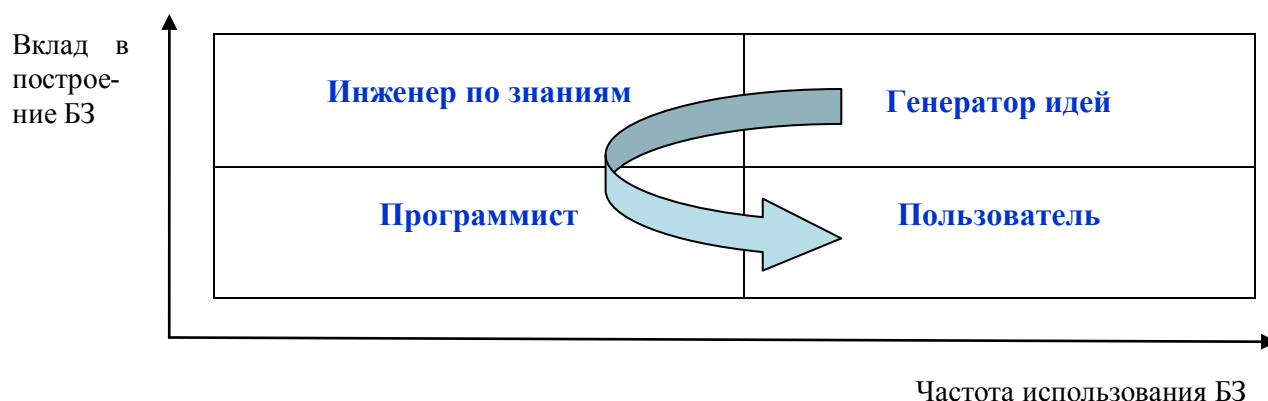 Вклад в
построе-
ние БЗ
Инженер по знаниям
Генератор идей
Программист
Пользователь
Частота использования БЗ